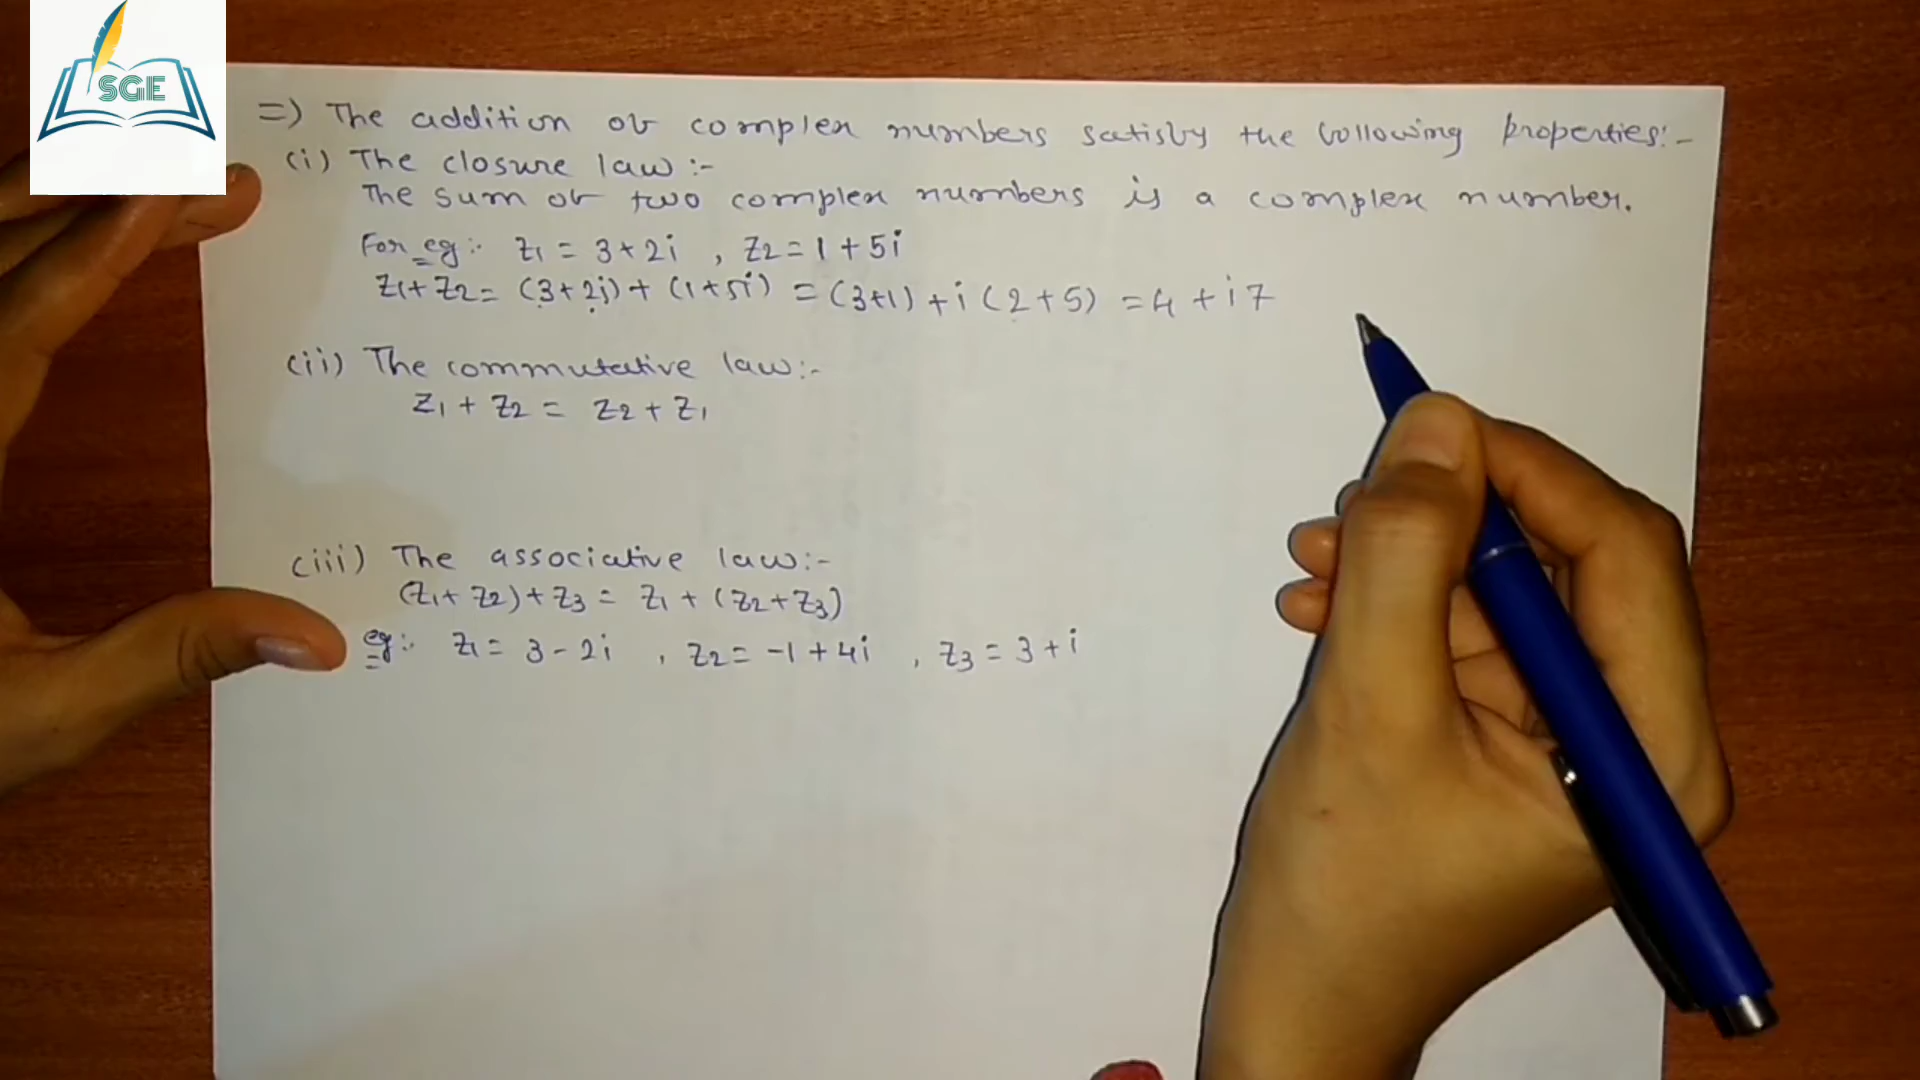 SGE
=) The addition of complex numbers satisfy the following properties:-
(i) The closure law :-
The sum of two complex numbers is a complex number.
For eg:- z1 = 3+2i , z2 = 1+5i
z1+z2 = (3+2i)+(1+5i) = (3+1)+i(2+5) = 4+i7
(ii) The commutative law:-
z1+z2 = z2+z1
(iii) The associative law:-
(z1+z2)+z3 = z1+(z2+z3)
eg:- z1 = 3-2i , z2 = -1+4i , z3 = 3+i